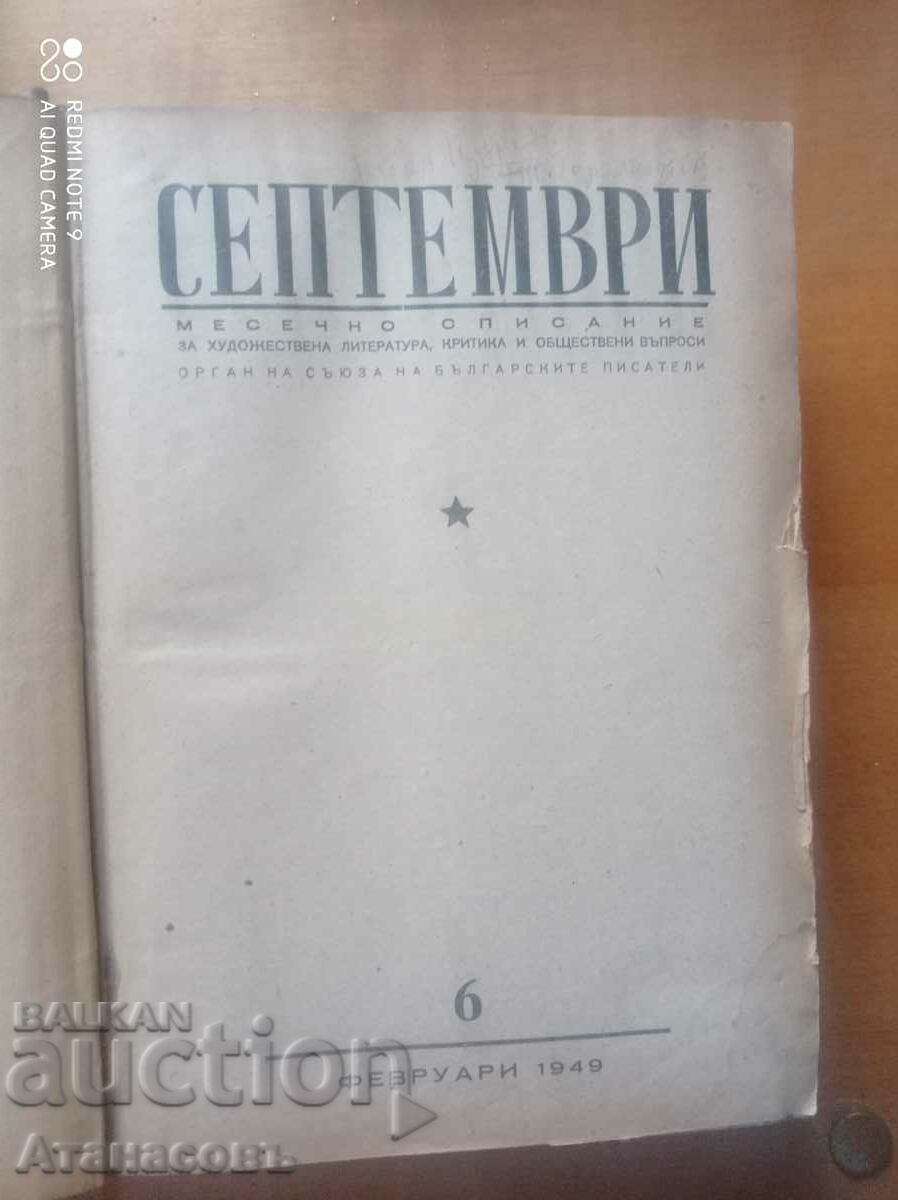 СЕПТЕМВРИ
МЕСЕЧНО СПИСАНИЕ
ЗА ХУДОЖЕСТВЕНА ЛИТЕРАТУРА, КРИТИКА И ОБЩЕСТВЕНИ ВЪПРОСИ
ОРГАН НА СЪЮЗА НА БЪЛГАРСКИТЕ ПИСАТЕЛИ
6
ФЕВРУАРИ 1949
REDMI NOTE 9
AI QUAD CAMERA
BALKAN
auction
Атанасовъ